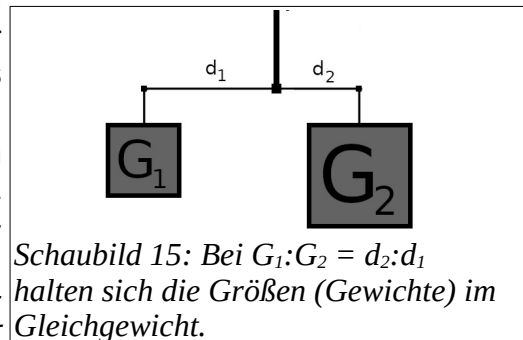 d₁ d₂
G₁ G₂
Schaubild 15: Bei G₁:G₂ = d₂:d₁
halten sich die Größen (Gewichte) im
Gleichgewicht.